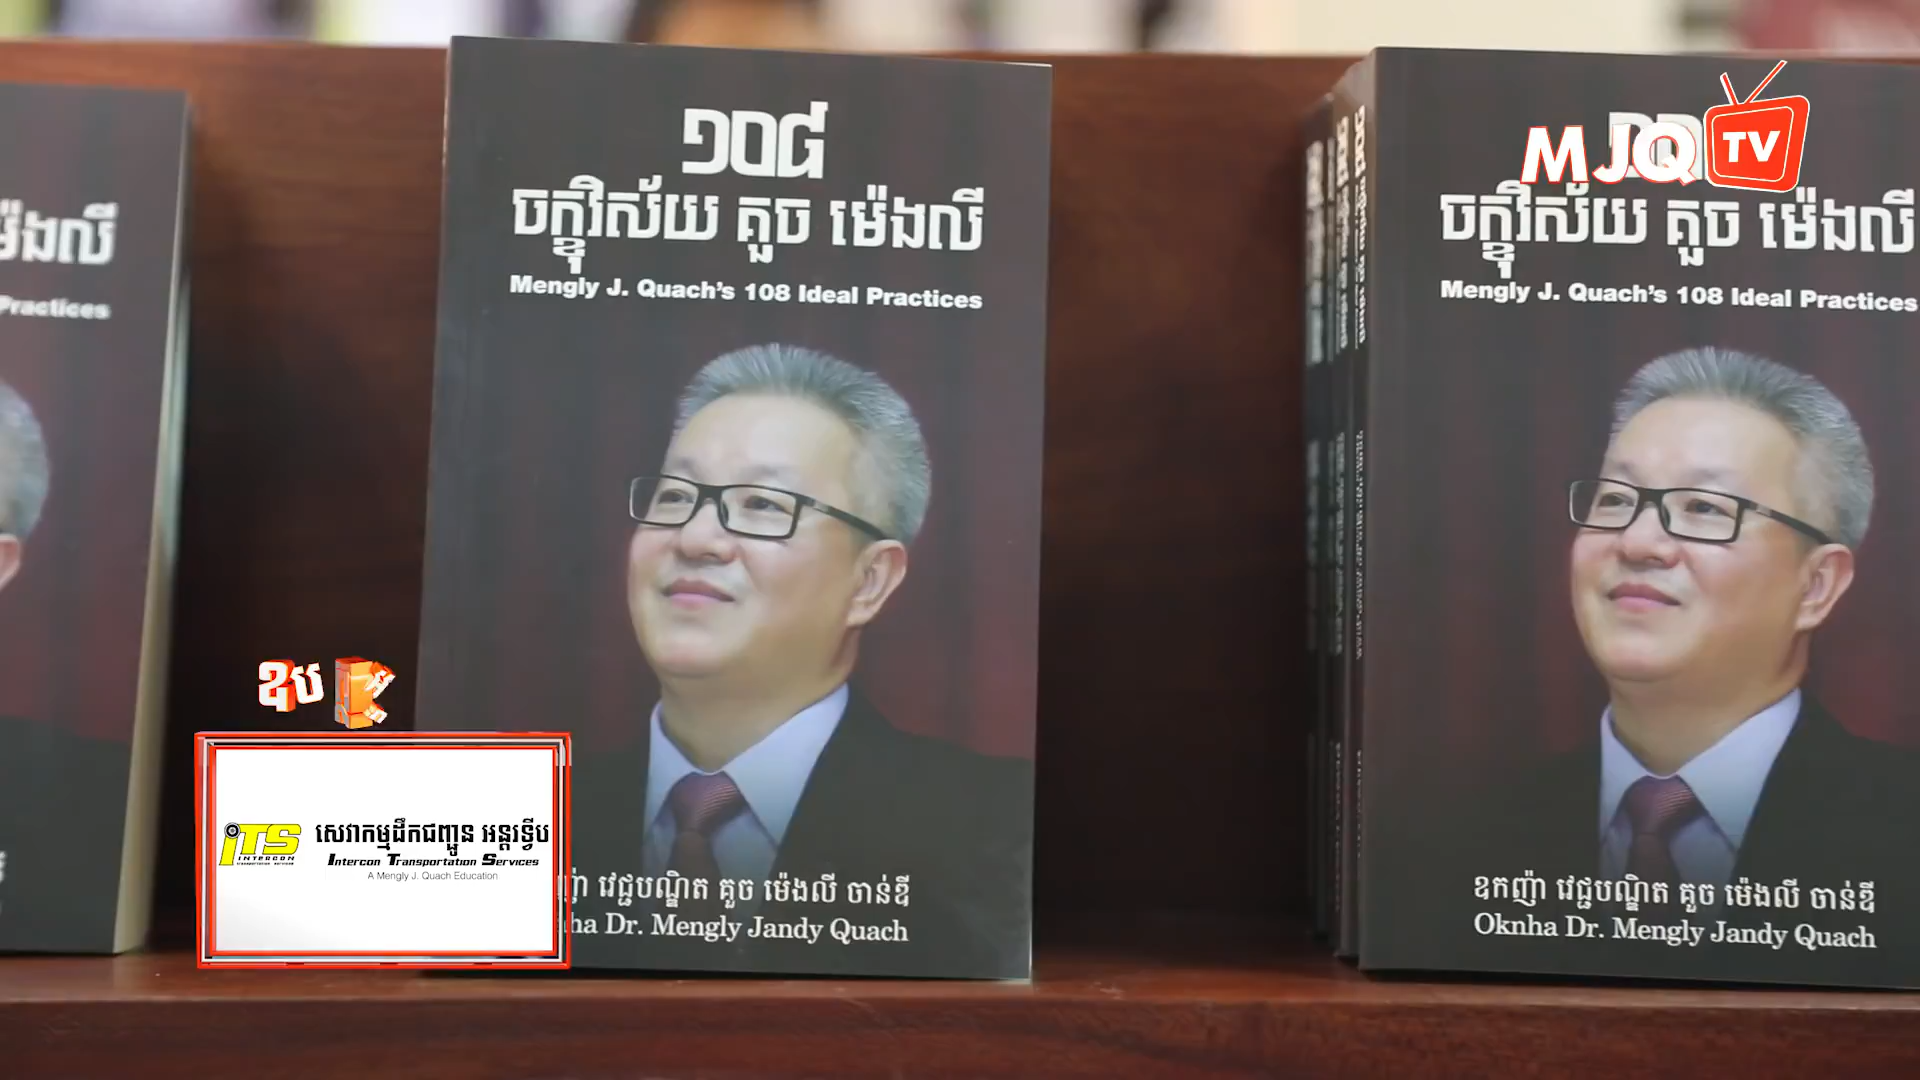 ១០៨
ចក្ខុវិស័យ គួច ម៉េងលី
Mengly J. Quach's 108 Ideal Practices
វេជ្ជបណ្ឌិត គួច ម៉េងលី ចាន់ឌី
Dr. Mengly Jandy Quach
MJQ TV
ចក្ខុវិស័យ គួច ម៉េងលី
Mengly J. Quach's 108 Ideal Practices
ឧកញ៉ា វេជ្ជបណ្ឌិត គួច ម៉េងលី ចាន់ឌី
Oknha Dr. Mengly Jandy Quach
ម៉េងលី
Practices
ឧប
iTS
INTERCON
សេវាកម្មដឹកជញ្ជូន អន្តរទ្វីប
Intercon Transportation Services
A Mengly J. Quach Education